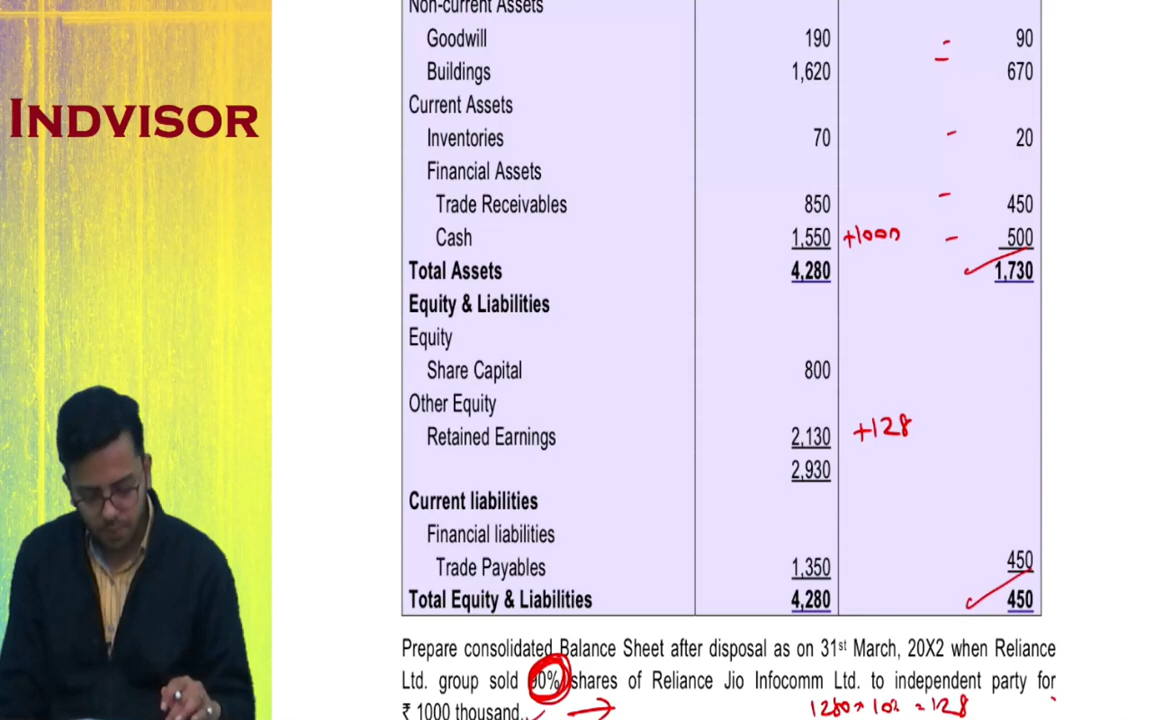 Non-current Assets
INDVISOR
Goodwill 190 90
Buildings 1,620 670
Current Assets
Inventories 70 20
Financial Assets
Trade Receivables 850 450
Cash 1,550 +1000 500
Total Assets 4,280 1,730
Equity & Liabilities
Equity
Share Capital 800
Other Equity
Retained Earnings 2,130 +128
2,930
Current liabilities
Financial liabilities
Trade Payables 1,350 450
Total Equity & Liabilities 4,280 450
Prepare consolidated Balance Sheet after disposal as on 31st March, 20X2 when Reliance
Ltd. group sold 90% shares of Reliance Jio Infocomm Ltd. to independent party for
₹ 1000 thousand. = 128